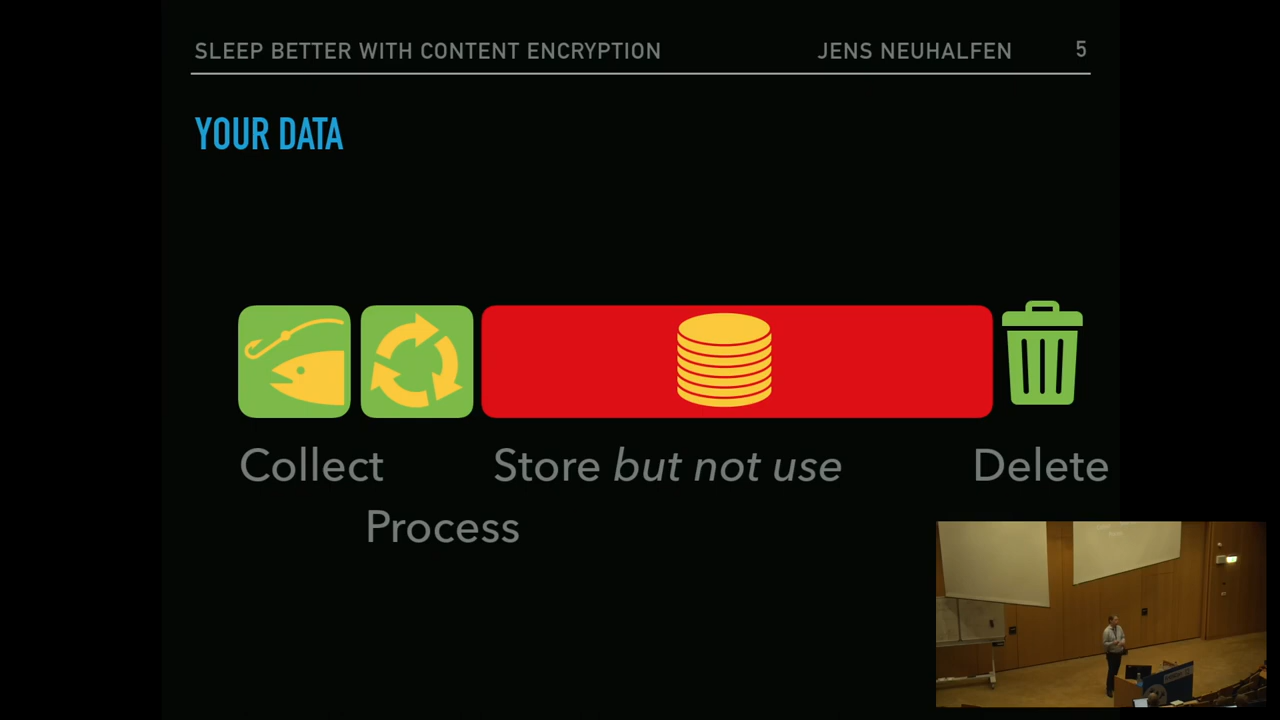 SLEEP BETTER WITH CONTENT ENCRYPTION JENS NEUHALFEN 5
YOUR DATA
Collect Store but not use Delete
Process